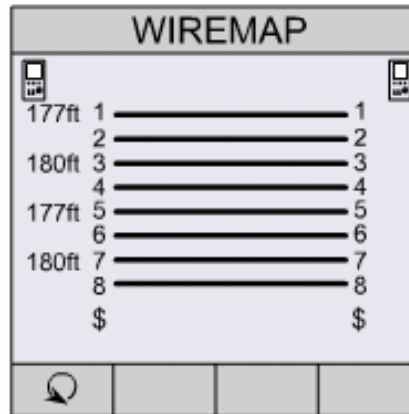 WIREMAP
177ft 1 1
2 2
180ft 3 3
4 4
177ft 5 5
6 6
180ft 7 7
8 8
$ $